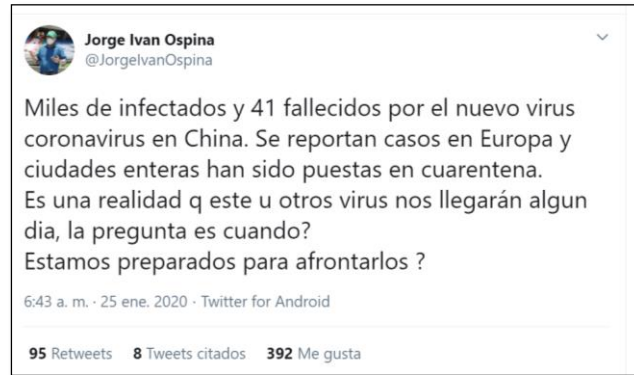 Jorge Ivan Ospina
@JorgeIvanOspina
Miles de infectados y 41 fallecidos por el nuevo virus
coronavirus en China. Se reportan casos en Europa y
ciudades enteras han sido puestas en cuarentena.
Es una realidad q este u otros virus nos llegarán algun
dia, la pregunta es cuando?
Estamos preparados para afrontarlos ?
6:43 a. m. · 25 ene. 2020 · Twitter for Android
95 Retweets 8 Tweets citados 392 Me gusta